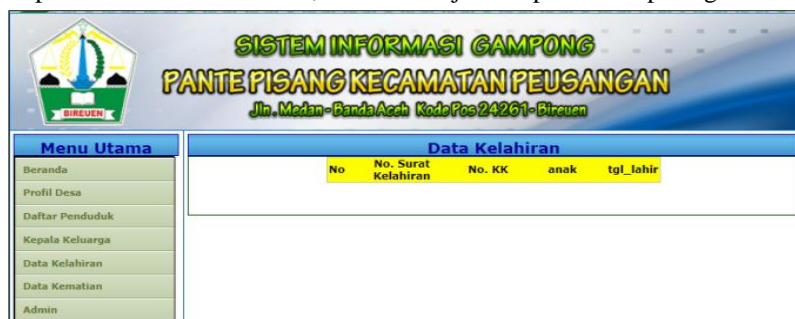 SISTEM INFORMASI GAMPONG
PANTE PISANG KECAMATAN PEUSANGAN
Jln. Medan-Banda Aceh Kode Pos 24261-Bireuen
BIREUEN
Menu Utama
Beranda
Profil Desa
Daftar Penduduk
Kepala Keluarga
Data Kelahiran
Data Kematian
Admin
Data Kelahiran
No No. Surat Kelahiran No. KK anak tgl_lahir